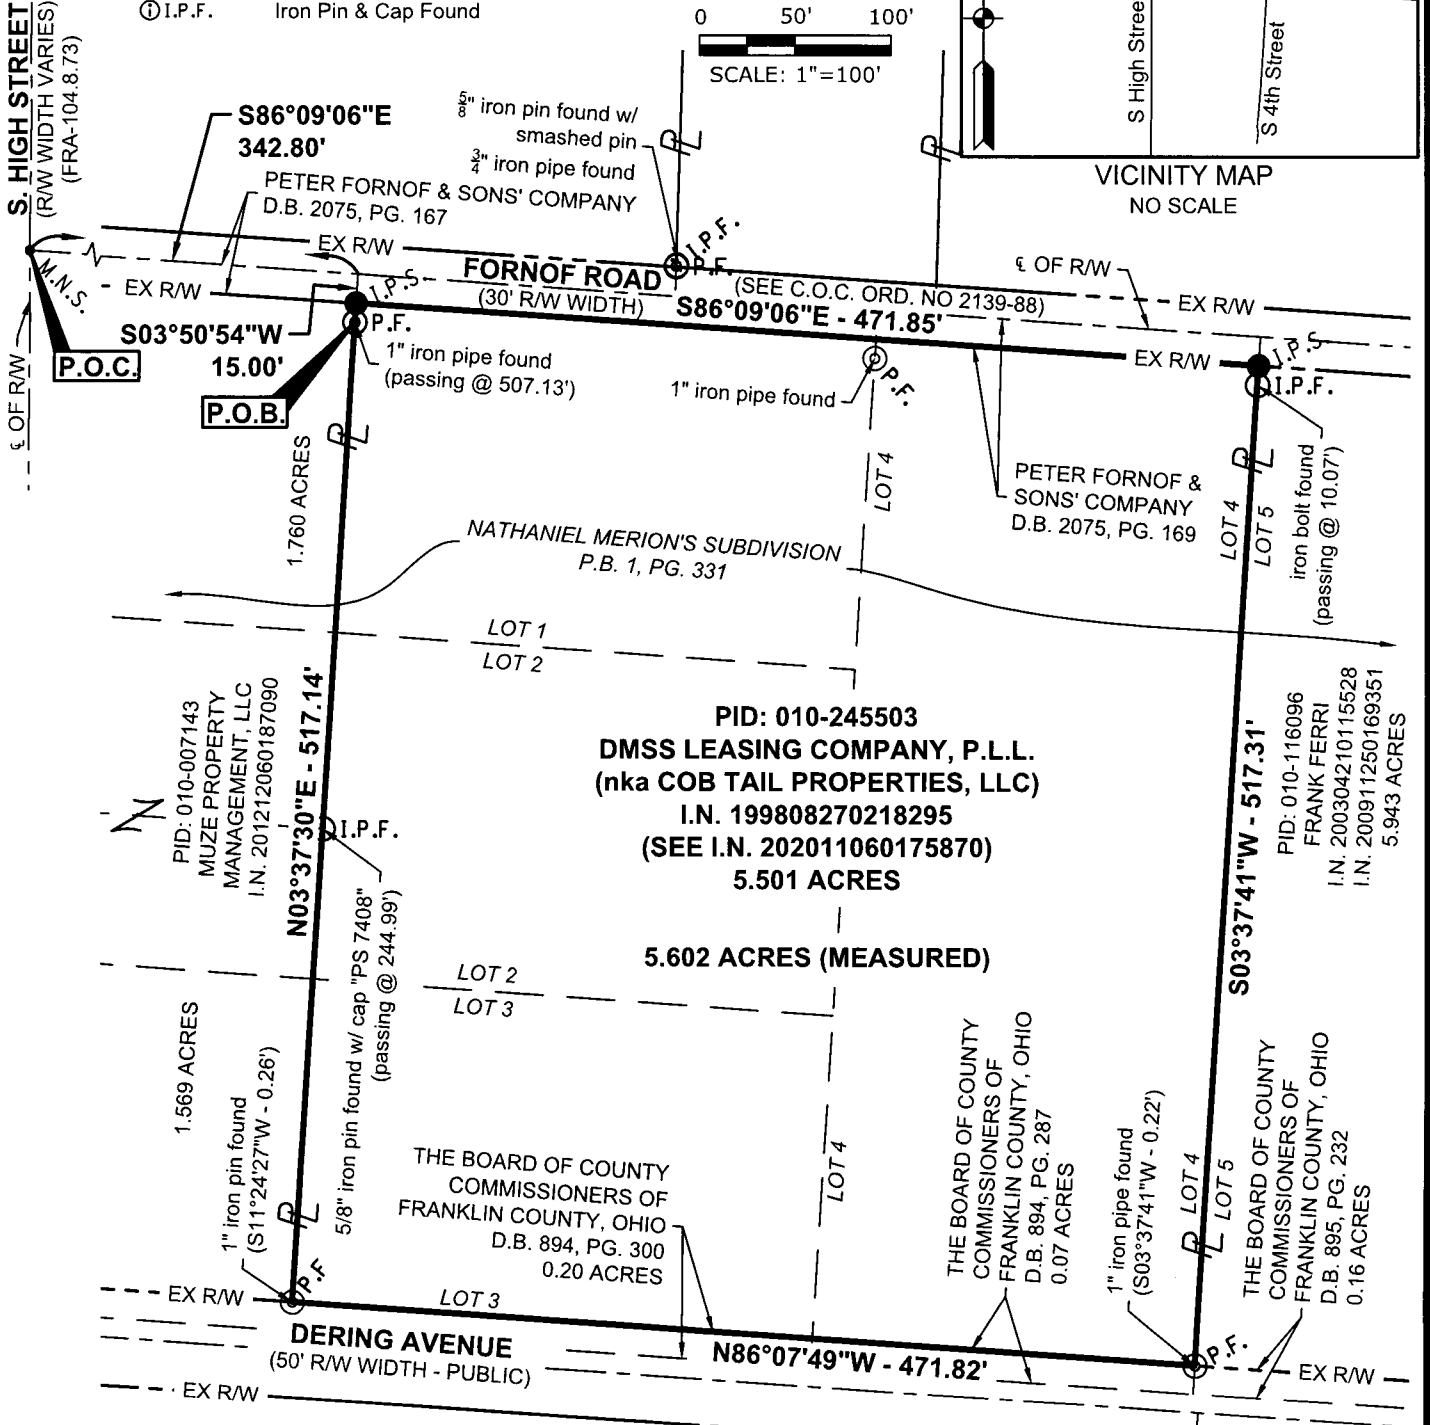 I.P.F.
Iron Pin & Cap Found
0 50' 100'
SCALE: 1"=100'
S. HIGH STREET
(R/W WIDTH VARIES)
(FRA-104.8.73)
S86°09'06"E
342.80'
PETER FORNOF & SONS' COMPANY
D.B. 2075, PG. 167
5/8" iron pin found w/
smashed pin
3/4" iron pipe found
PL
PL
S High Stree
S 4th Street
VICINITY MAP
NO SCALE
EX R/W
I.P.F.
P.F.
M.N.S.
EX R/W
I.P.S
FORNOF ROAD
(30' R/W WIDTH)
(SEE C.O.C. ORD. NO 2139-88)
S86°09'06"E - 471.85'
℄ OF R/W
EX R/W
S03°50'54"W
15.00'
P.F.
P.O.C.
P.O.B.
℄ OF R/W
1" iron pipe found
(passing @ 507.13')
1" iron pipe found
P.F.
EX R/W
I.P.S
I.P.F.
iron bolt found
(passing @ 10.07')
PL
1.760 ACRES
LOT 4
PETER FORNOF &
SONS' COMPANY
D.B. 2075, PG. 169
PL
LOT 4
LOT 5
NATHANIEL MERION'S SUBDIVISION
P.B. 1, PG. 331
LOT 1
LOT 2
PID: 010-007143
MUZE PROPERTY
MANAGEMENT, LLC
I.N. 201212060187090
N03°37'30"E - 517.14'
I.P.F.
PID: 010-245503
DMSS LEASING COMPANY, P.L.L.
(nka COB TAIL PROPERTIES, LLC)
I.N. 199808270218295
(SEE I.N. 202011060175870)
5.501 ACRES
5.602 ACRES (MEASURED)
S03°37'41"W - 517.31'
PID: 010-116096
FRANK FERRI
I.N. 200304210115528
I.N. 200911250169351
5.943 ACRES
5/8" iron pin found w/ cap "PS 7408"
(passing @ 244.99')
LOT 2
LOT 3
1.569 ACRES
1" iron pin found
(S11°24'27"W - 0.26')
PL
P.F
THE BOARD OF COUNTY
COMMISSIONERS OF
FRANKLIN COUNTY, OHIO
D.B. 894, PG. 300
0.20 ACRES
LOT 4
THE BOARD OF COUNTY
COMMISSIONERS OF
FRANKLIN COUNTY, OHIO
D.B. 894, PG. 287
0.07 ACRES
1" iron pipe found
(S03°37'41"W - 0.22')
LOT 4
LOT 5
PL
THE BOARD OF COUNTY
COMMISSIONERS OF
FRANKLIN COUNTY, OHIO
D.B. 895, PG. 232
0.16 ACRES
EX R/W
LOT 3
DERING AVENUE
(50' R/W WIDTH - PUBLIC)
N86°07'49"W - 471.82'
P.F.
EX R/W
EX R/W